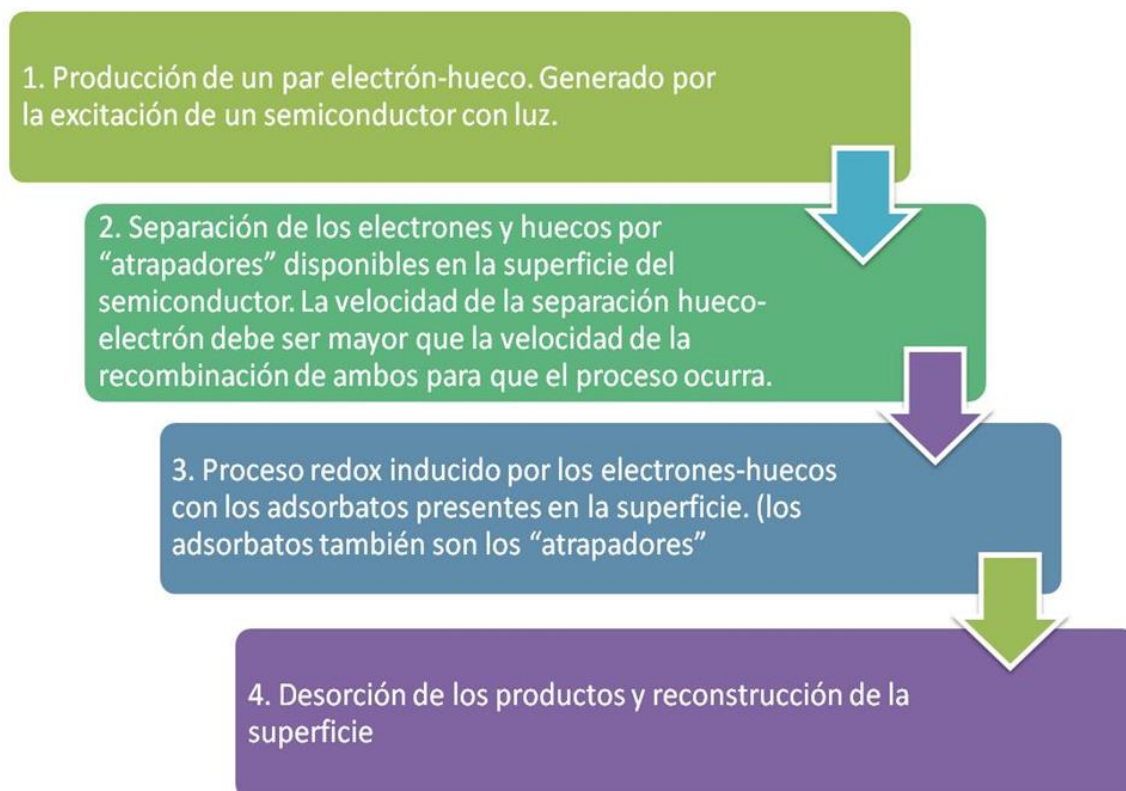 1. Producción de un par electrón-hueco. Generado por
la excitación de un semiconductor con luz.
2. Separación de los electrones y huecos por
“atrapadores” disponibles en la superficie del
semiconductor. La velocidad de la separación hueco-
electrón debe ser mayor que la velocidad de la
recombinación de ambos para que el proceso ocurra.
3. Proceso redox inducido por los electrones-huecos
con los adsorbatos presentes en la superficie. (los
adsorbatos también son los “atrapadores”
4. Desorción de los productos y reconstrucción de la
superficie